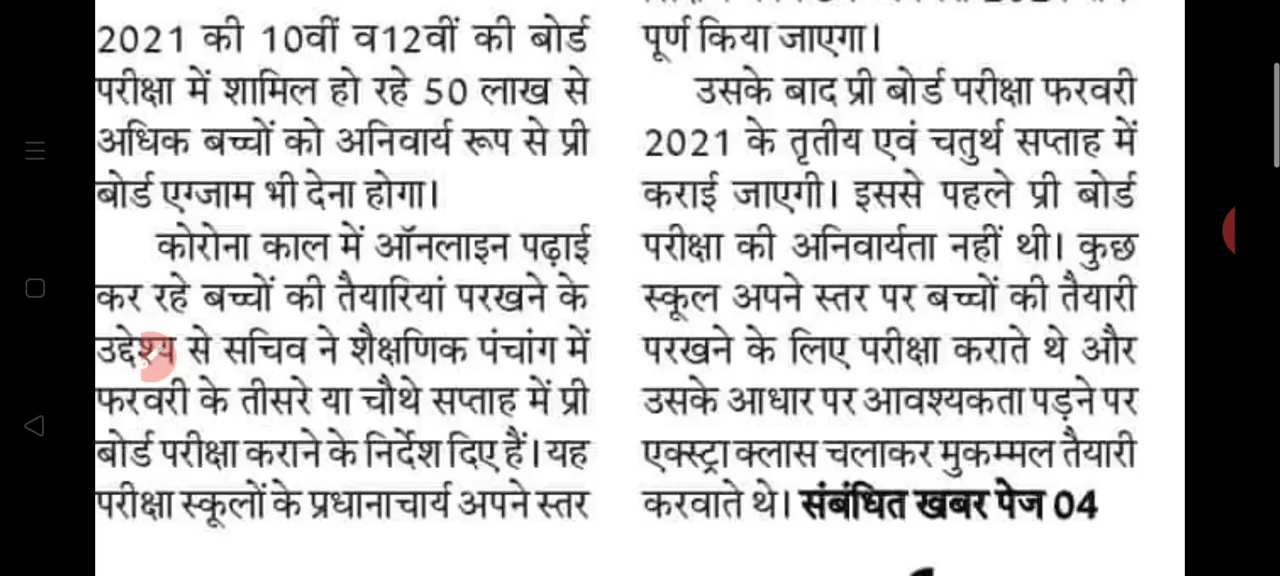 2021 की 10वीं व12वीं की बोर्ड
परीक्षा में शामिल हो रहे 50 लाख से
अधिक बच्चों को अनिवार्य रूप से प्री
बोर्ड एग्जाम भी देना होगा।
कोरोना काल में ऑनलाइन पढ़ाई
कर रहे बच्चों की तैयारियां परखने के
उद्देश्य से सचिव ने शैक्षणिक पंचांग में
फरवरी के तीसरे या चौथे सप्ताह में प्री
बोर्ड परीक्षा कराने के निर्देश दिए हैं। यह
परीक्षा स्कूलों के प्रधानाचार्य अपने स्तर
पूर्ण किया जाएगा।
उसके बाद प्री बोर्ड परीक्षा फरवरी
2021 के तृतीय एवं चतुर्थ सप्ताह में
कराई जाएगी। इससे पहले प्री बोर्ड
परीक्षा की अनिवार्यता नहीं थी। कुछ
स्कूल अपने स्तर पर बच्चों की तैयारी
परखने के लिए परीक्षा कराते थे और
उसके आधार पर आवश्यकता पड़ने पर
एक्स्ट्रा क्लास चलाकर मुकम्मल तैयारी
करवाते थे। संबंधित खबर पेज 04